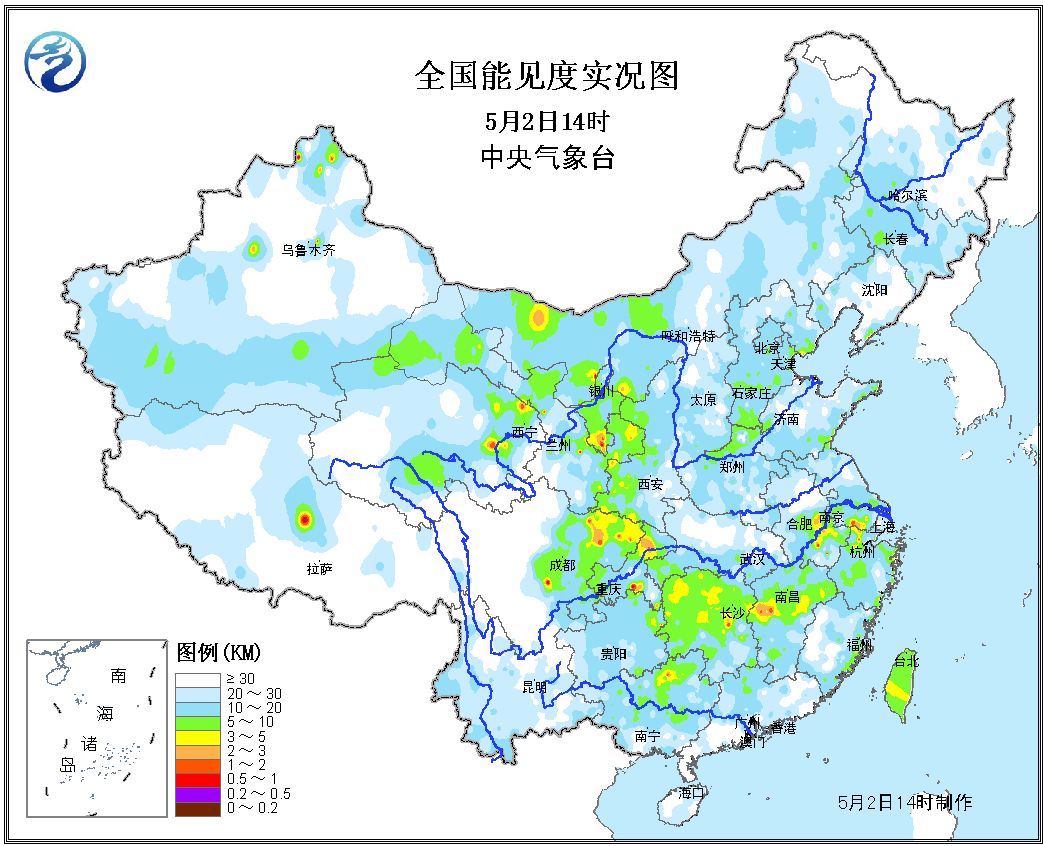 全国能见度实况图
5月2日14时
中央气象台
哈尔滨
长春
乌鲁木齐
沈阳
呼和浩特
北京
天津
银川
太原
石家庄
济南
西宁
兰州
郑州
西安
合肥
南京
上海
杭州
武汉
成都
拉萨
重庆
南昌
长沙
福州
贵阳
台北
昆明
广州
香港
南宁
澳门
海口
南
海
诸
岛
图例(KM)
≥30
20～30
10～20
5～10
3～5
2～3
1～2
0.5～1
0.2～0.5
0～0.2
5月2日14时制作